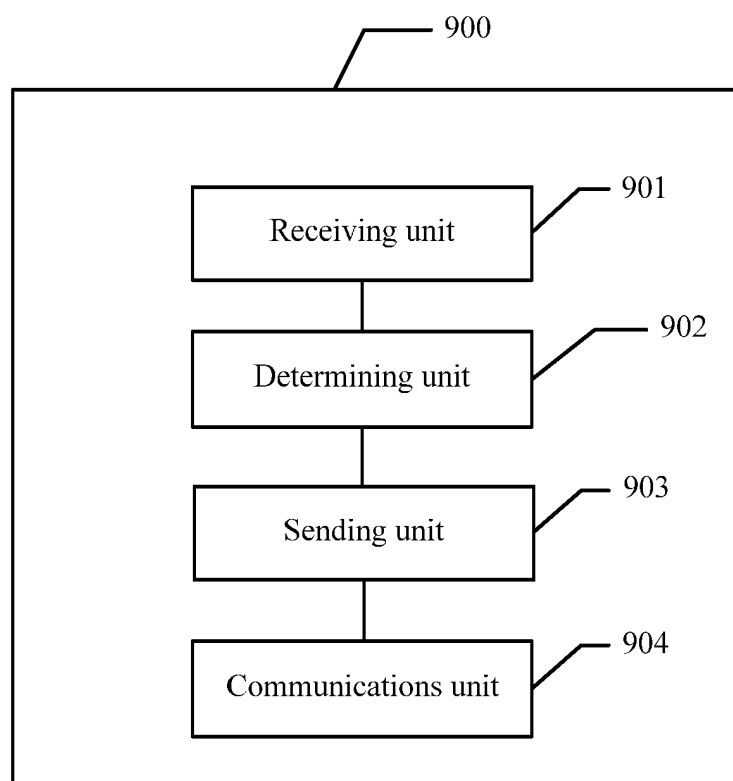 900
901
Receiving unit
902
Determining unit
903
Sending unit
904
Communications unit